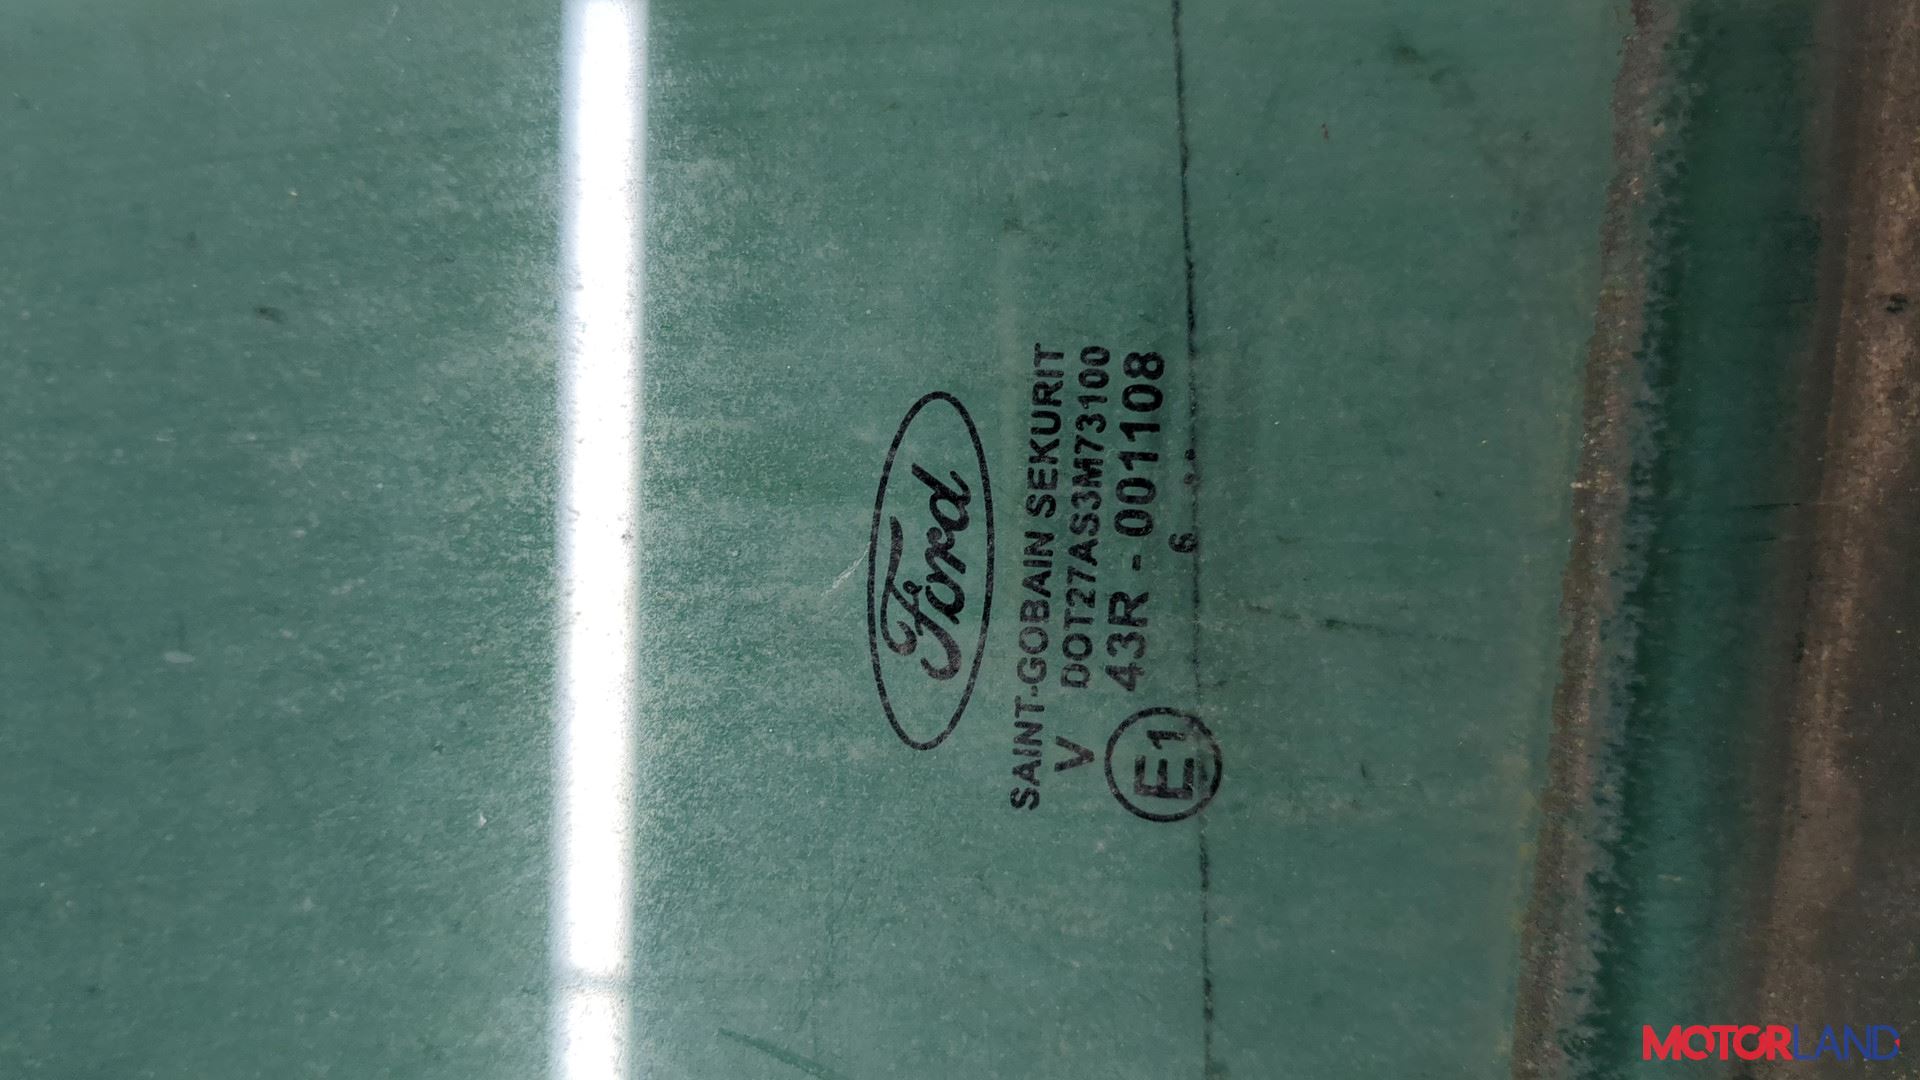 Ford
SAINT-GOBAIN SEKURIT
V DOT27AS3M73100
E1 43R - 001108
6
MOTORLAND